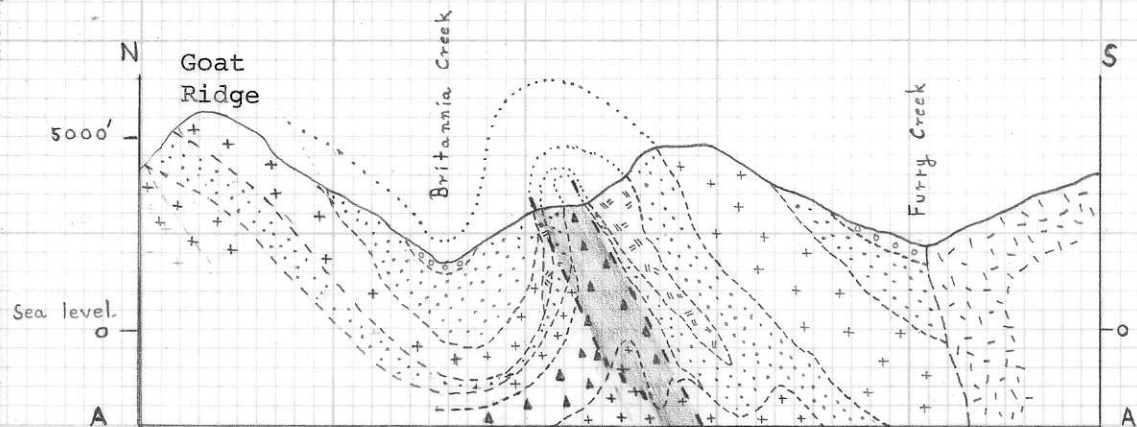 N
Goat
Ridge
Britannia Creek
Furry Creek
S
5000'
Sea level.
0
0
A
A